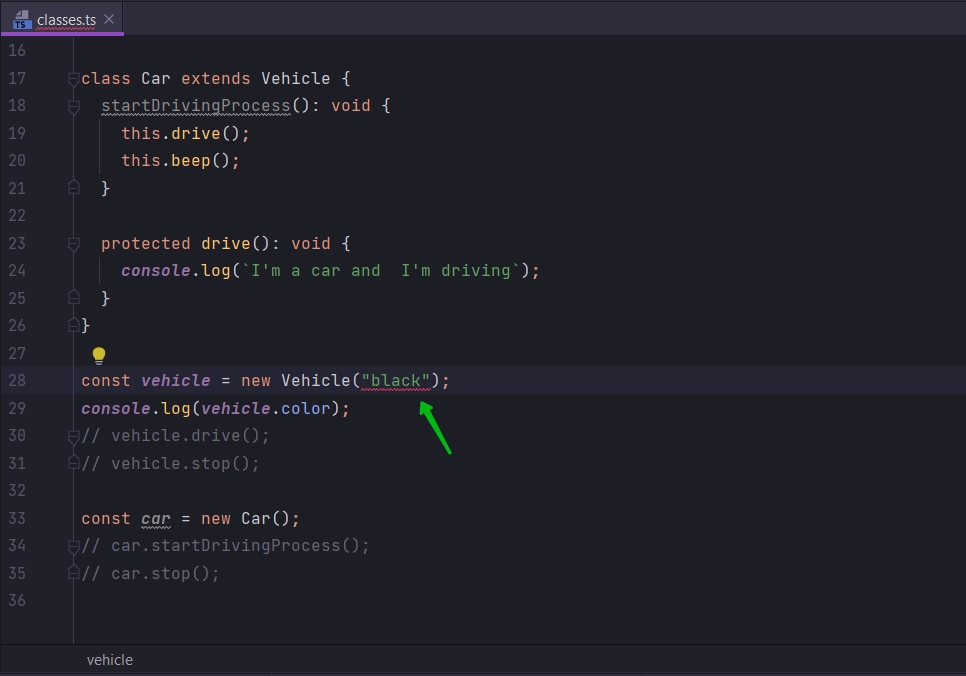 TS classes.ts ×
16
17 class Car extends Vehicle {
18   startDrivingProcess(): void {
19     this.drive();
20     this.beep();
21   }
22
23   protected drive(): void {
24     console.log(`I'm a car and  I'm driving`);
25   }
26 }
27
28 const vehicle = new Vehicle("black");
29 console.log(vehicle.color);
30 // vehicle.drive();
31 // vehicle.stop();
32
33 const car = new Car();
34 // car.startDrivingProcess();
35 // car.stop();
36
vehicle